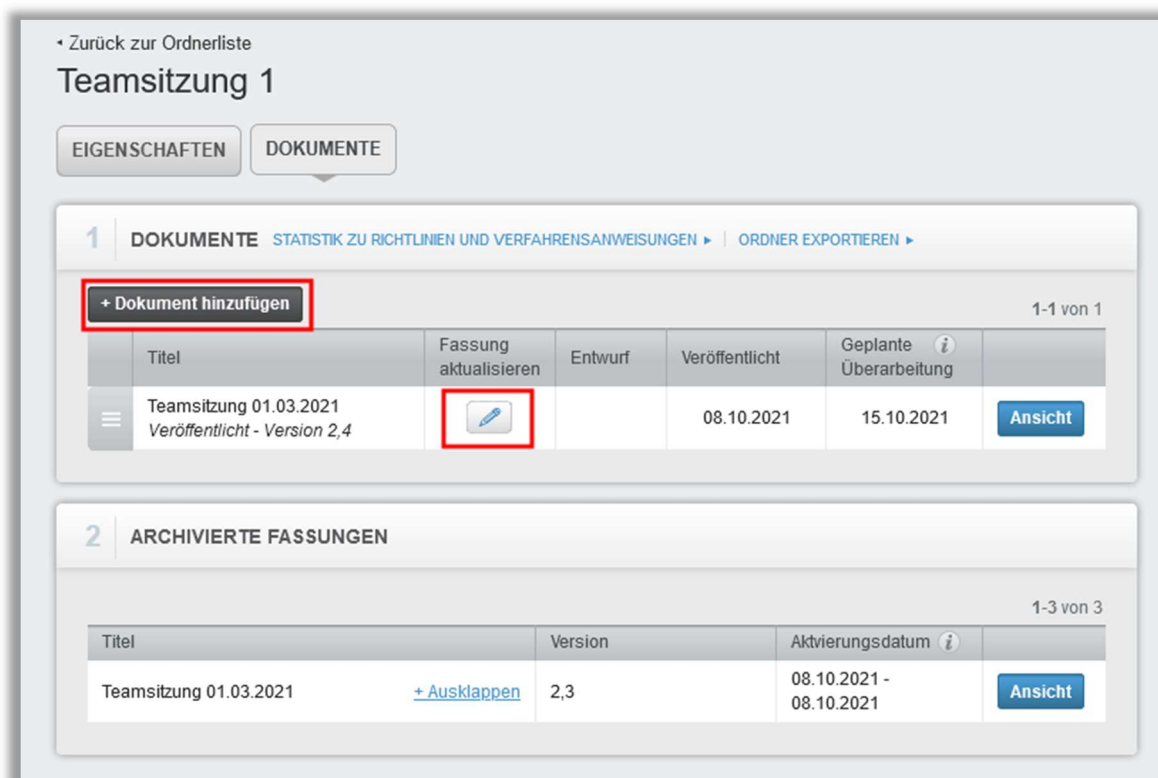 Zurück zur Ordnerliste
Teamsitzung 1
EIGENSCHAFTEN DOKUMENTE
1 DOKUMENTE STATISTIK ZU RICHTLINIEN UND VERFAHRENSANWEISUNGEN ORDNER EXPORTIEREN
+ Dokument hinzufügen
1-1 von 1
Titel Fassung aktualisieren Entwurf Veröffentlicht Geplante i Überarbeitung
Teamsitzung 01.03.2021
Veröffentlicht - Version 2,4
08.10.2021 15.10.2021 Ansicht
2 ARCHIVIERTE FASSUNGEN
1-3 von 3
Titel Version Aktvierungsdatum i
Teamsitzung 01.03.2021 + Ausklappen 2,3 08.10.2021 - 08.10.2021 Ansicht